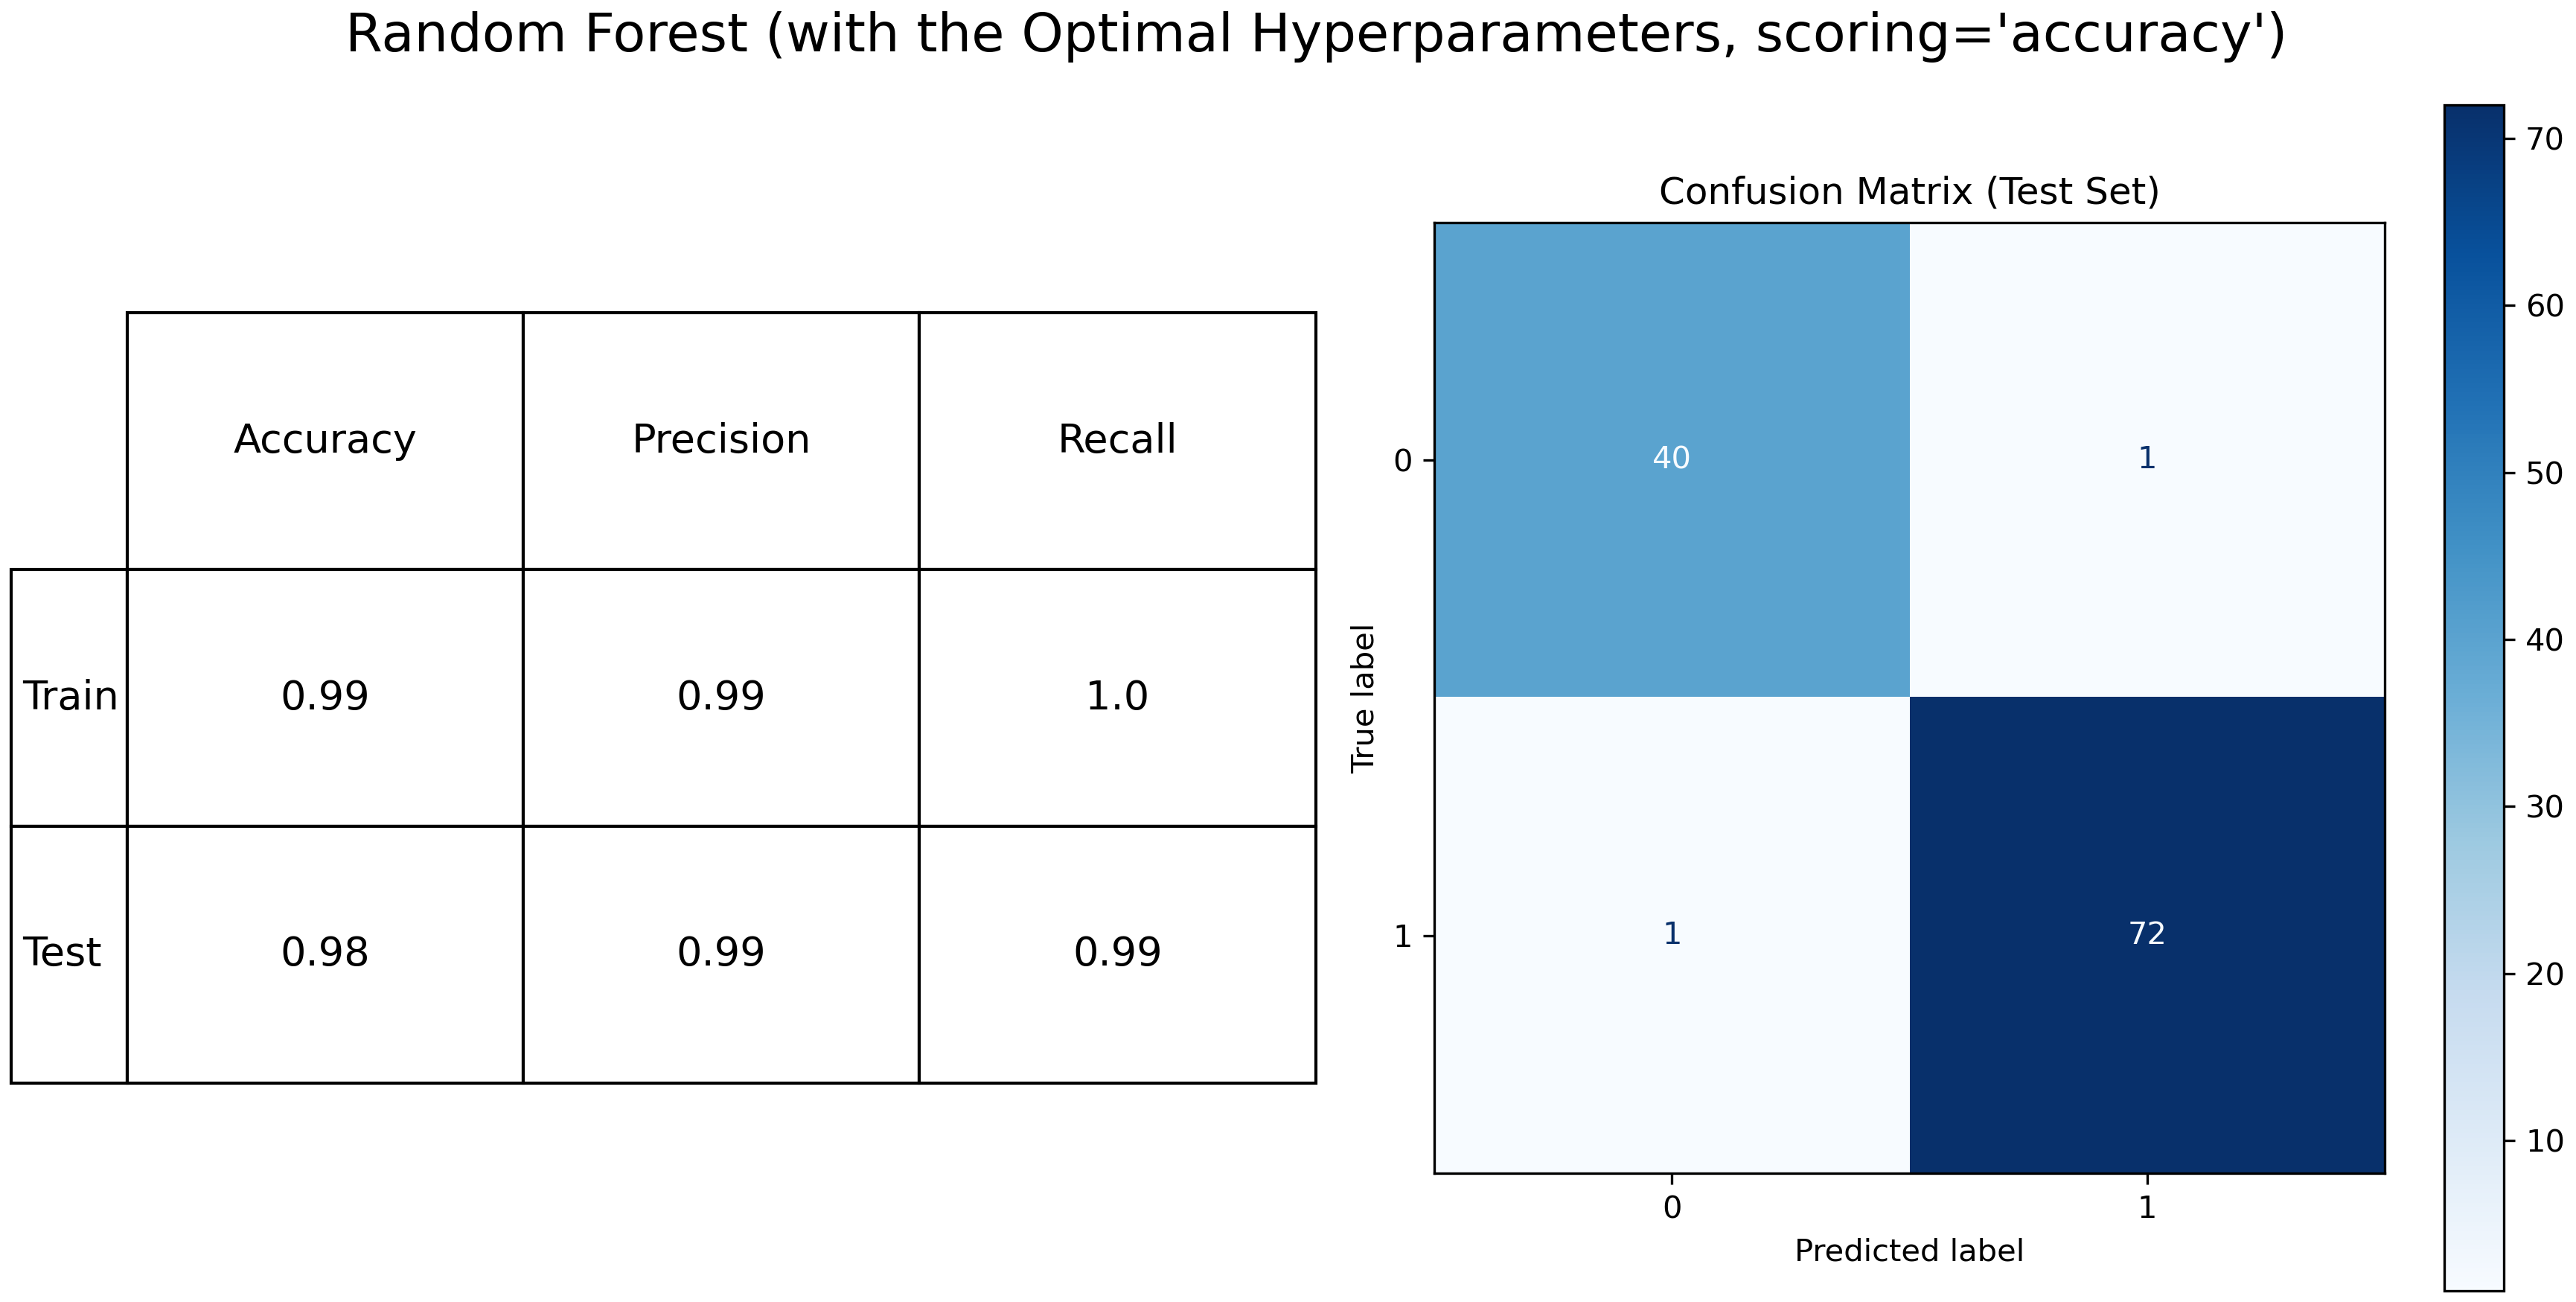 Random Forest (with the Optimal Hyperparameters, scoring='accuracy')
Accuracy Precision Recall
Train 0.99 0.99 1.0
Test 0.98 0.99 0.99
Confusion Matrix (Test Set)
True label
0
1
40 1
1 72
0 1
Predicted label
70
60
50
40
30
20
10